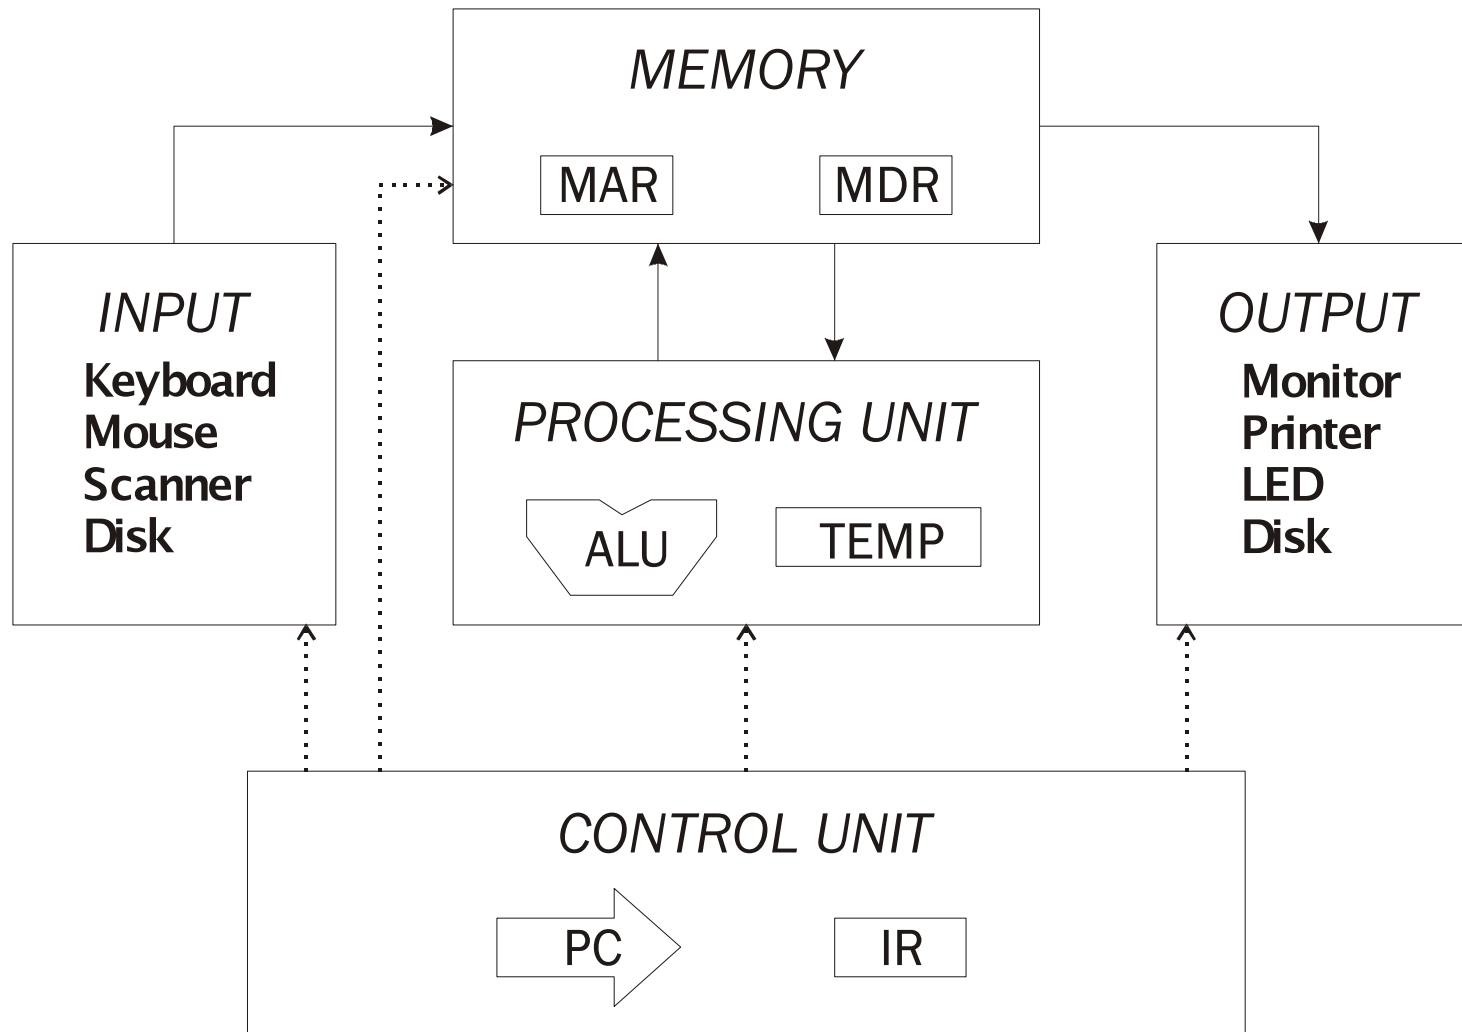 MEMORY
MAR
MDR
INPUT
Keyboard
Mouse
Scanner
Disk
PROCESSING UNIT
ALU
TEMP
OUTPUT
Monitor
Printer
LED
Disk
CONTROL UNIT
PC
IR